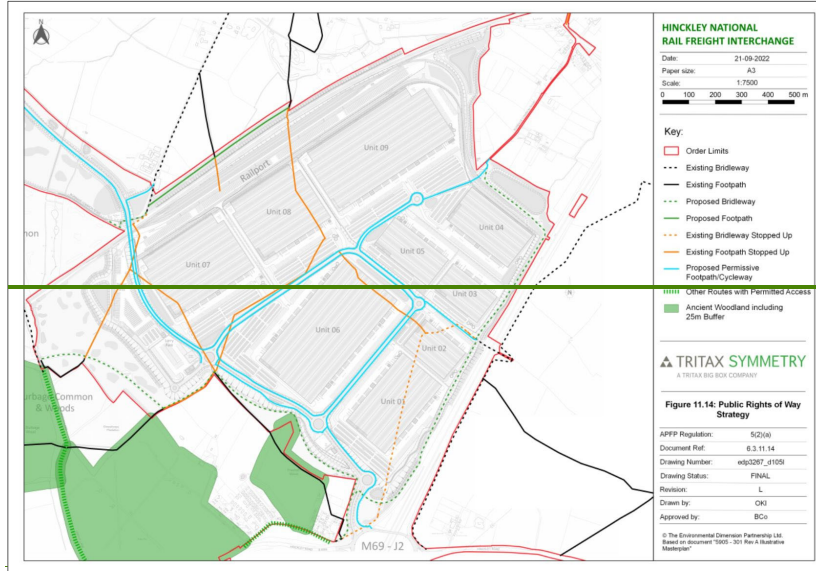 N
HINCKLEY NATIONAL
RAIL FREIGHT INTERCHANGE
Date: 21-09-2022
Paper size: A3
Scale: 1:7500
0 100 200 300 400 500 m
Key:
Order Limits
Existing Bridleway
Existing Footpath
Proposed Bridleway
Proposed Footpath
Existing Bridleway Stopped Up
Existing Footpath Stopped Up
Proposed Permissive
Footpath/Cycleway
Other Routes with Permitted Access
Ancient Woodland including
25m Buffer
TRITAX SYMMETRY
A TRITAX BIG BOX COMPANY
Figure 11.14: Public Rights of Way
Strategy
APFP Regulation: 5(2)(a)
Document Ref: 6.3.11.14
Drawing Number: edp3267_d105l
Drawing Status: FINAL
Revision: L
Drawn by: OKI
Approved by: BCo
© The Environmental Dimension Partnership Ltd.
Based on document "5905 - 301 Rev A Illustrative
Masterplan"
Unit 09
Railport
Unit 08
Unit 04
non
Unit 05
Unit 07
Unit 03
Unit 06
Unit 02
Unit 01
urbage Common
& Woods
M69 - J2